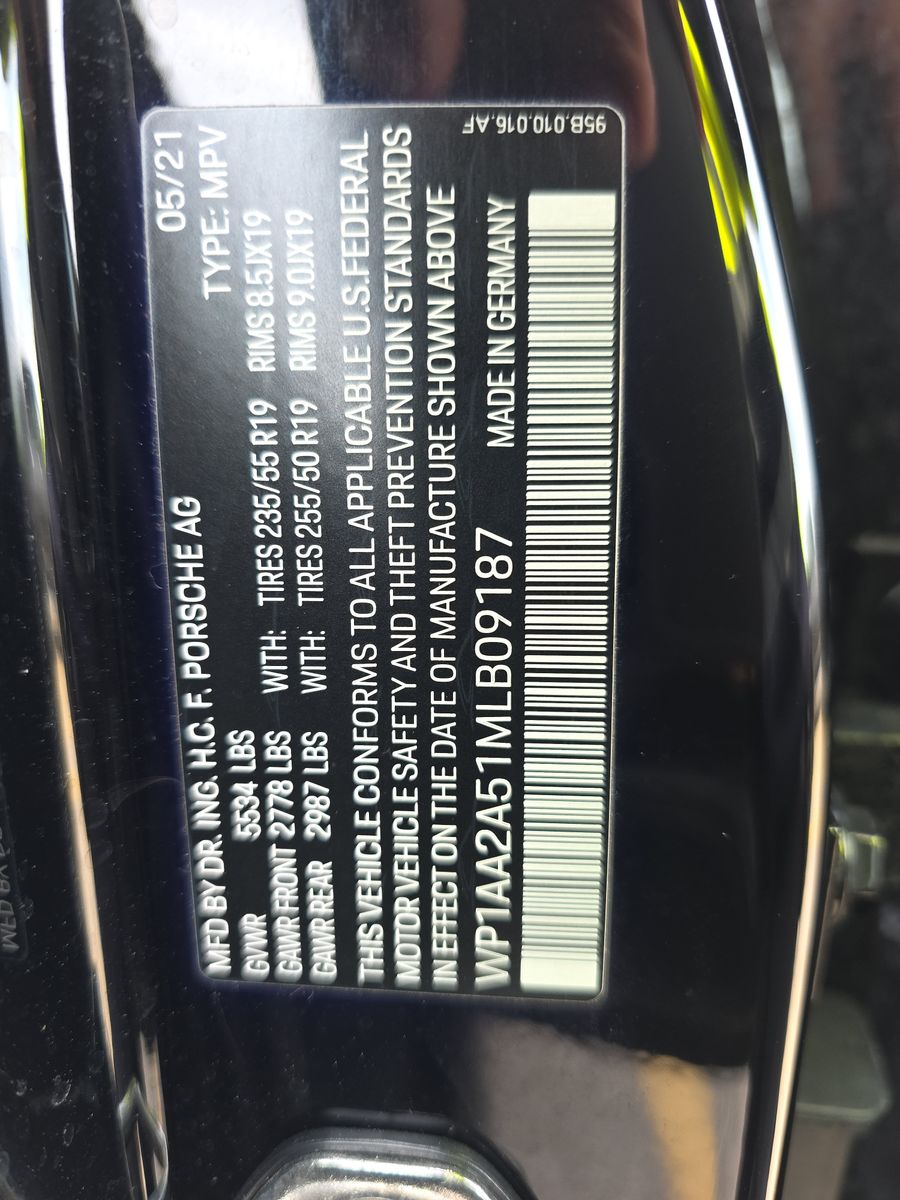 MFD BY DR. ING. H.C. F. PORSCHE AG 05/21
GVWR 5534 LBS TYPE: MPV
GAWR FRONT 2778 LBS WITH: TIRES 235/55 R19 RIMS 8.5JX19
GAWR REAR 2987 LBS WITH: TIRES 255/50 R19 RIMS 9.0JX19
THIS VEHICLE CONFORMS TO ALL APPLICABLE U.S.FEDERAL
MOTOR VEHICLE SAFETY AND THEFT PREVENTION STANDARDS
IN EFFECT ON THE DATE OF MANUFACTURE SHOWN ABOVE
WP1AA2A51MLB09187 MADE IN GERMANY
95B.010.016.AF